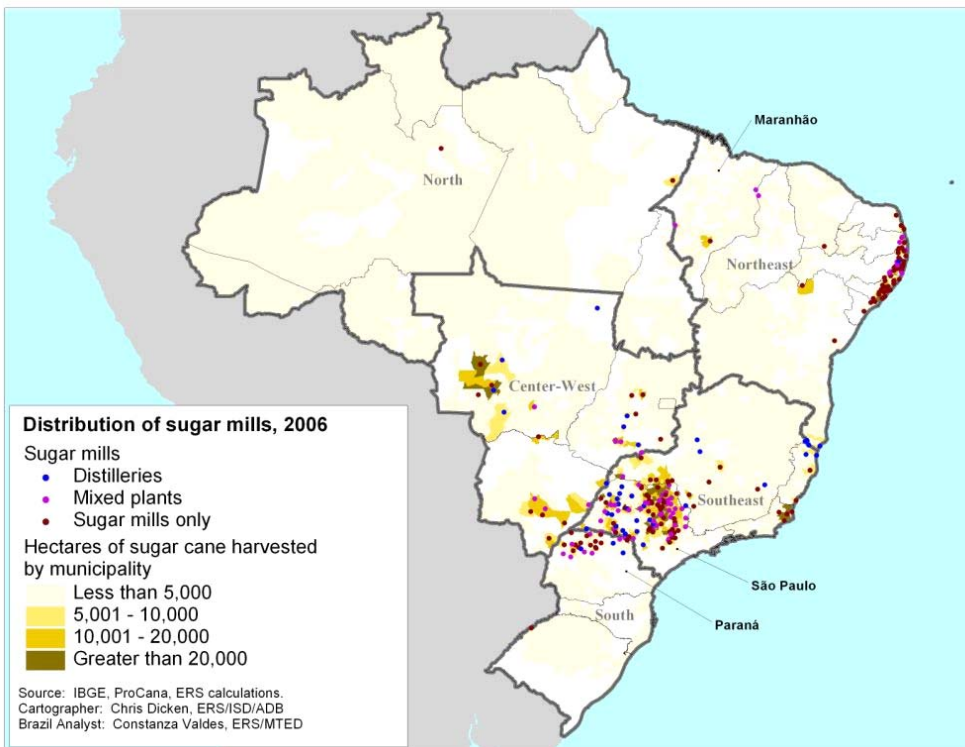 Maranhão
North
Northeast
Center-West
Southeast
São Paulo
Paraná
South
Distribution of sugar mills, 2006
Sugar mills
Distilleries
Mixed plants
Sugar mills only
Hectares of sugar cane harvested
by municipality
Less than 5,000
5,001 - 10,000
10,001 - 20,000
Greater than 20,000
Source: IBGE, ProCana, ERS calculations.
Cartographer: Chris Dicken, ERS/ISD/ADB
Brazil Analyst: Constanza Valdes, ERS/MTED